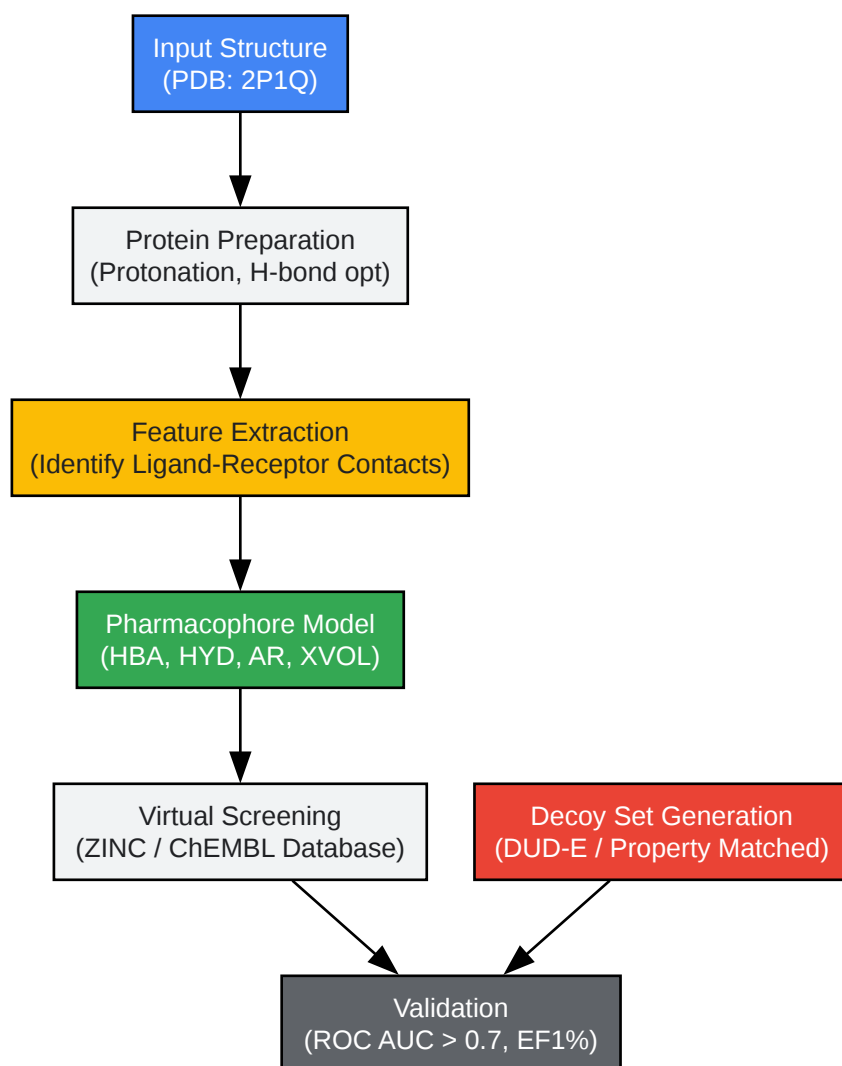 Input Structure
(PDB: 2P1Q)
Protein Preparation
(Protonation, H-bond opt)
Feature Extraction
(Identify Ligand-Receptor Contacts)
Pharmacophore Model
(HBA, HYD, AR, XVOL)
Virtual Screening
(ZINC / ChEMBL Database)
Decoy Set Generation
(DUD-E / Property Matched)
Validation
(ROC AUC > 0.7, EF1%)